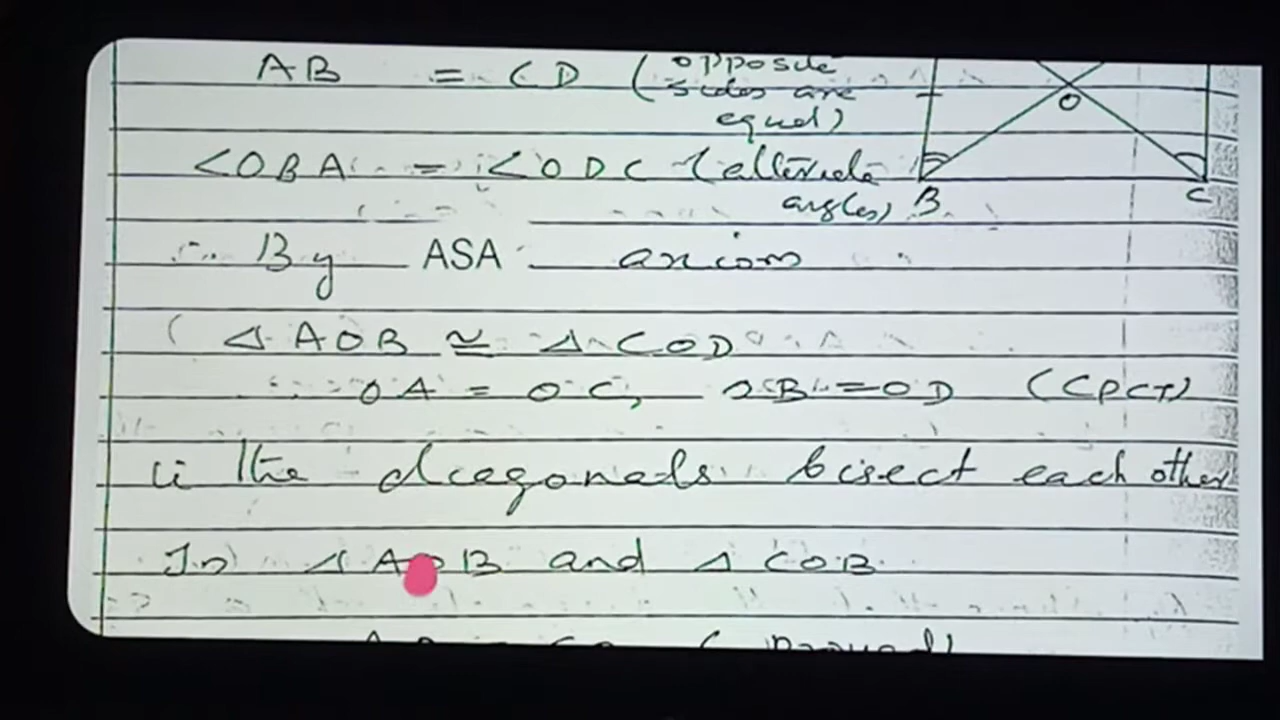 AB = CD (opposite
sides are
equal)
O
<OBA = <ODC (alternate
angles)
B
C
∴ By ASA axiom
△ AOB ≅ △ COD
OA = OC, OB = OD (CPCT)
ii The diagonals bisect each other
In △ AOB and △ COB